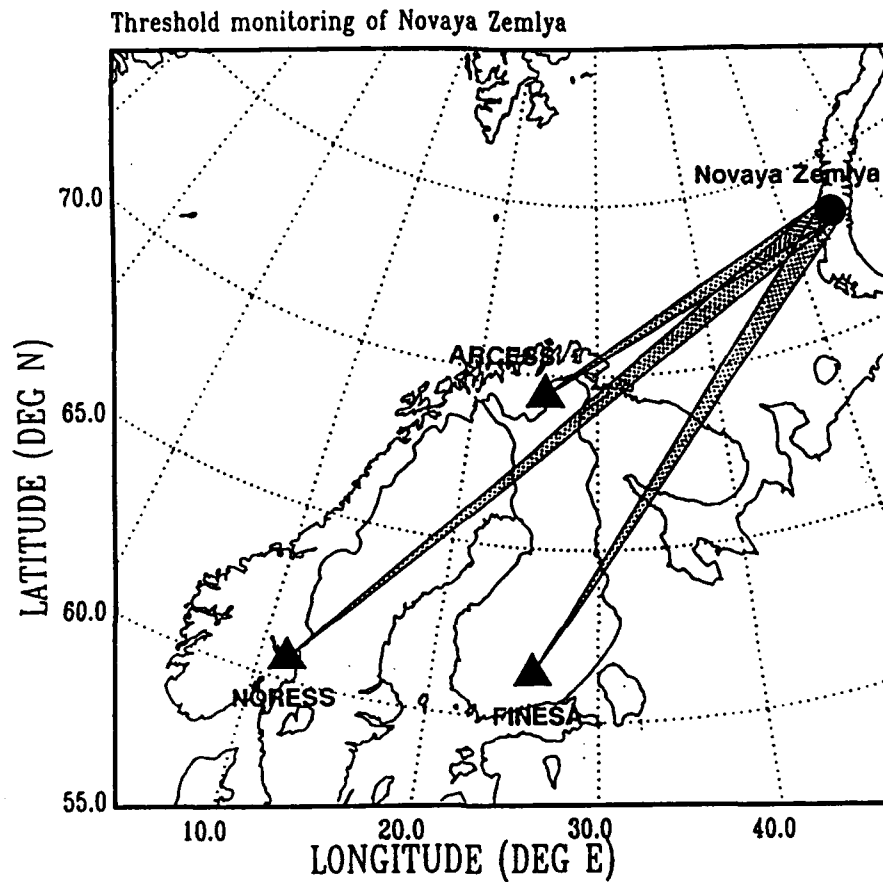 Threshold monitoring of Novaya Zemlya
Novaya Zemlya
70.0
ARCESS
65.0
LATITUDE (DEG N)
60.0
NORESS
FINESA
55.0
10.0 20.0 30.0 40.0
LONGITUDE (DEG E)